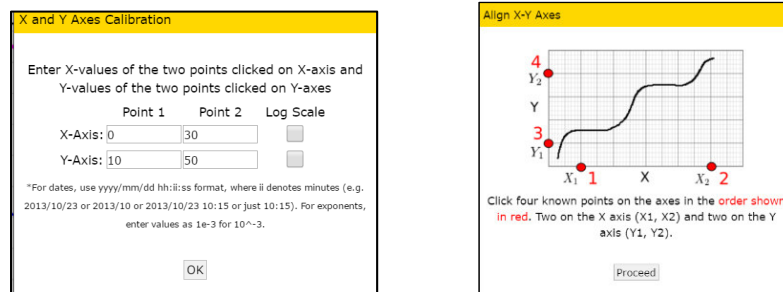 X and Y Axes Calibration
Enter X-values of the two points clicked on X-axis and
Y-values of the two points clicked on Y-axes
Point 1 Point 2 Log Scale
X-Axis: 0 30
Y-Axis: 10 50
*For dates, use yyyy/mm/dd hh:ii:ss format, where ii denotes minutes (e.g.
2013/10/23 or 2013/10 or 2013/10/23 10:15 or just 10:15). For exponents,
enter values as 1e-3 for 10^-3.
OK
Align X-Y Axes
4
Y2
Y
3
Y1
X1 1 X X2 2
Click four known points on the axes in the order shown
in red. Two on the X axis (X1, X2) and two on the Y
axis (Y1, Y2).
Proceed